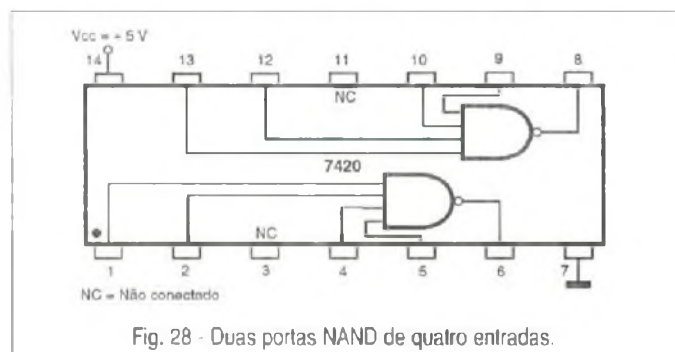 Vcc = + 5 V
14 13 12 11 10 9 8
NC
7420
NC
1 2 3 4 5 6 7
NC = Não conectado
Fig. 28 - Duas portas NAND de quatro entradas.